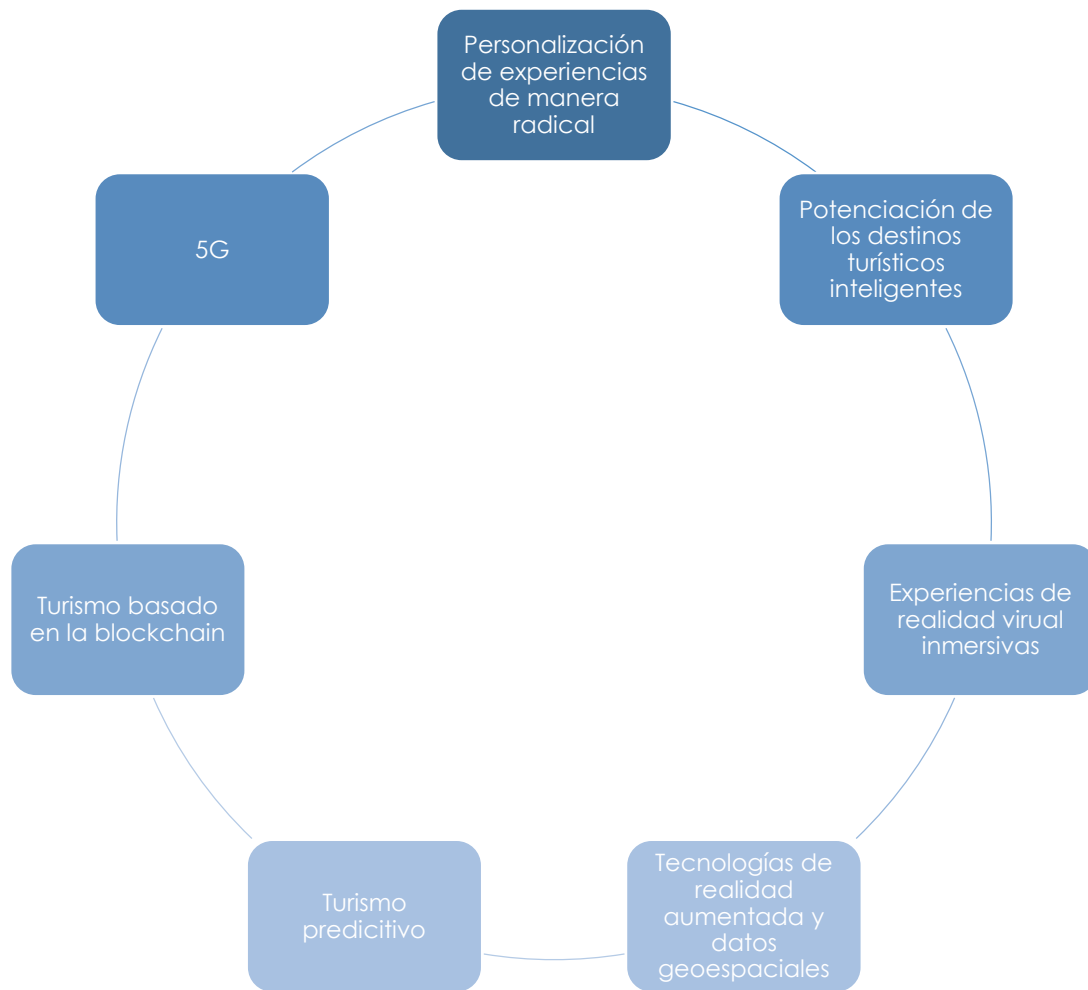 Personalización
de experiencias
de manera
radical
Potenciación de
los destinos
turísticos
inteligentes
Experiencias de
realidad virual
inmersivas
Tecnologías de
realidad
aumentada y
datos
geoespaciales
Turismo
predicitivo
Turismo basado
en la blockchain
5G